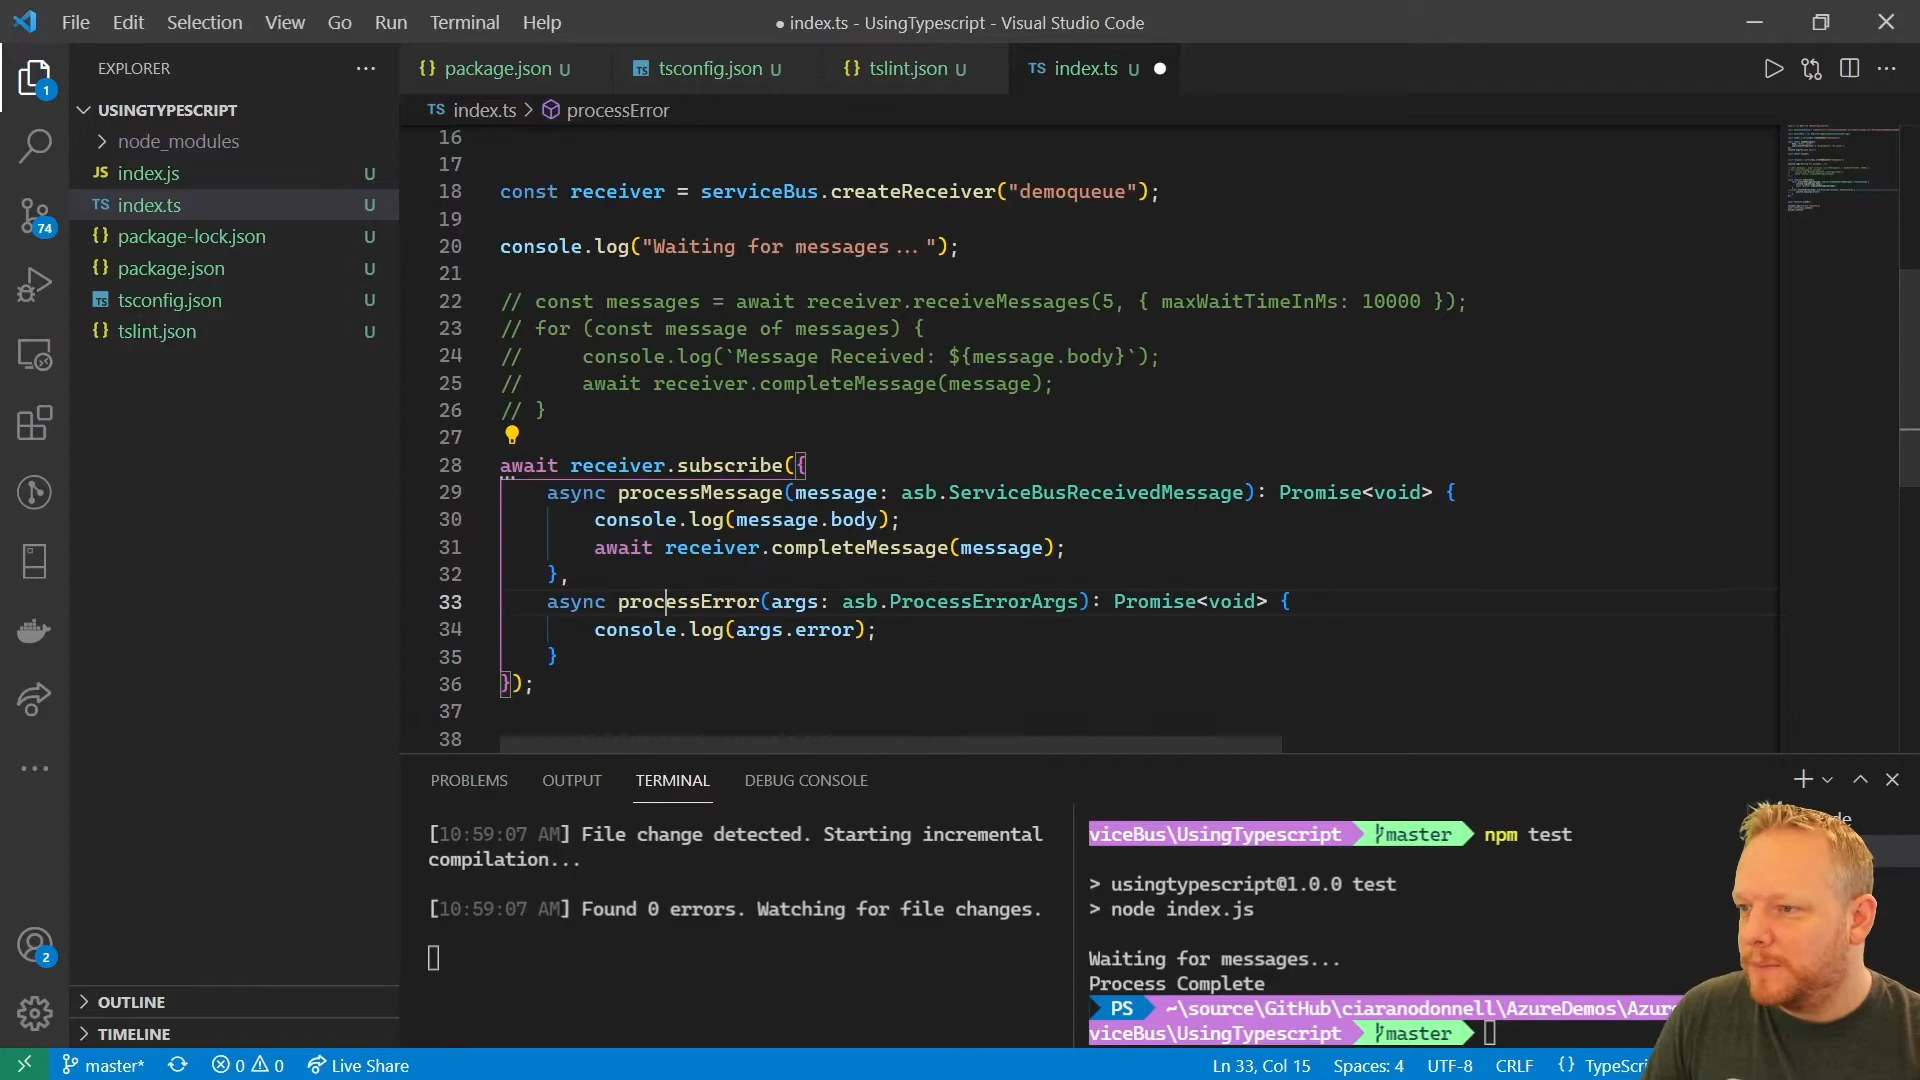 File Edit Selection View Go Run Terminal Help
● index.ts - UsingTypescript - Visual Studio Code
EXPLORER
USINGTYPESCRIPT
node_modules
JS index.js U
TS index.ts U
{} package-lock.json U
{} package.json U
TS tsconfig.json U
{} tslint.json U
OUTLINE
TIMELINE
1
74
2
{} package.json U
TS tsconfig.json U
{} tslint.json U
TS index.ts U ●
TS index.ts > processError
16
17
18 const receiver = serviceBus.createReceiver("demoqueue");
19
20 console.log("Waiting for messages...");
21
22 // const messages = await receiver.receiveMessages(5, { maxWaitTimeInMs: 10000 });
23 // for (const message of messages) {
24 //     console.log(`Message Received: ${message.body}`);
25 //     await receiver.completeMessage(message);
26 // }
27
28 await receiver.subscribe({
29     async processMessage(message: asb.ServiceBusReceivedMessage): Promise<void> {
30         console.log(message.body);
31         await receiver.completeMessage(message);
32     },
33     async processError(args: asb.ProcessErrorArgs): Promise<void> {
34         console.log(args.error);
35     }
36 });
37
38
PROBLEMS OUTPUT TERMINAL DEBUG CONSOLE
[10:59:07 AM] File change detected. Starting incremental
compilation...
[10:59:07 AM] Found 0 errors. Watching for file changes.
viceBus\UsingTypescript master npm test
> usingtypescript@1.0.0 test
> node index.js
Waiting for messages...
Process Complete
PS ~\source\GitHub\ciaranodonnell\AzureDemos\Azure
viceBus\UsingTypescript master
master* 0 0 Live Share
Ln 33, Col 15 Spaces: 4 UTF-8 CRLF {} TypeScri